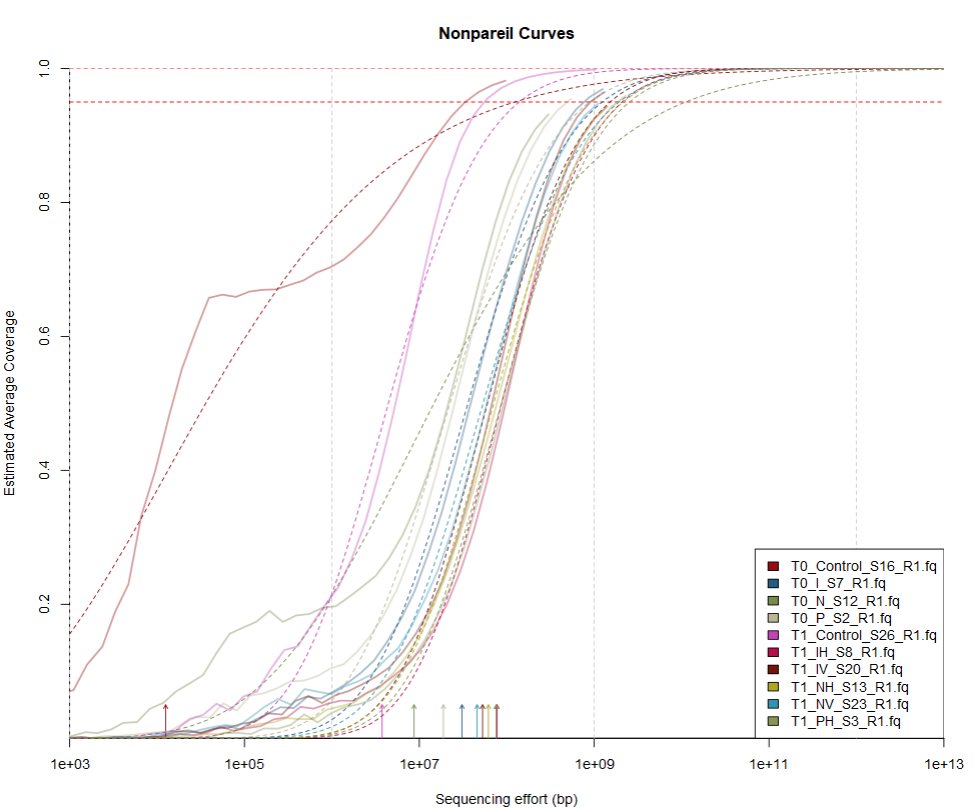 Nonpareil Curves
Estimated Average Coverage
1.0
0.8
0.6
0.4
0.2
T0_Control_S16_R1.fq
T0_I_S7_R1.fq
T0_N_S12_R1.fq
T0_P_S2_R1.fq
T1_Control_S26_R1.fq
T1_IH_S8_R1.fq
T1_IV_S20_R1.fq
T1_NH_S13_R1.fq
T1_NV_S23_R1.fq
T1_PH_S3_R1.fq
1e+03 1e+05 1e+07 1e+09 1e+11 1e+13
Sequencing effort (bp)